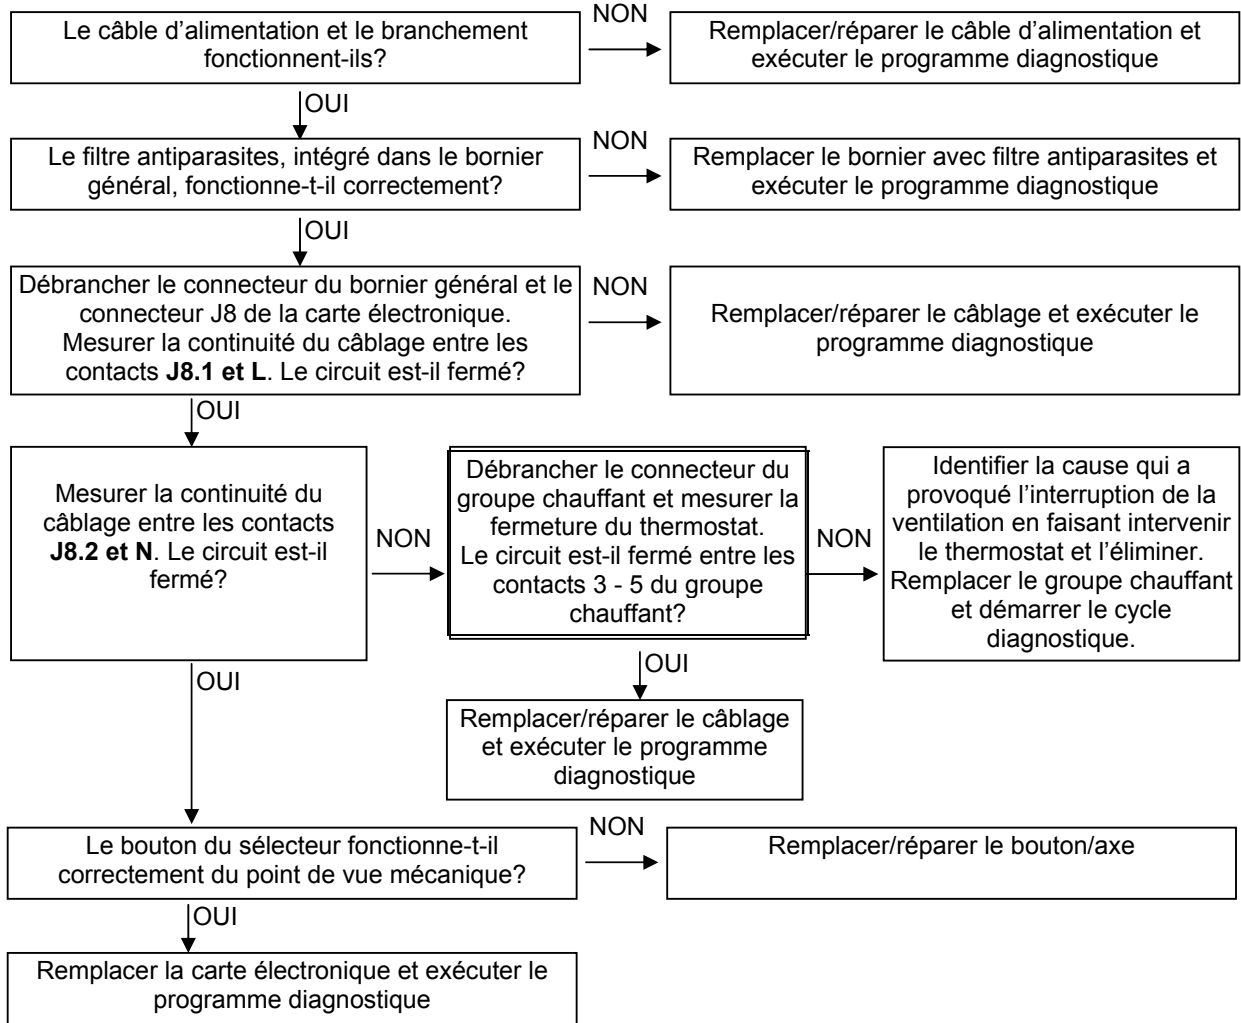 Le câble d'alimentation et le branchement
fonctionnent-ils?
NON
Remplacer/réparer le câble d'alimentation et
exécuter le programme diagnostique
OUI
Le filtre antiparasites, intégré dans le bornier
général, fonctionne-t-il correctement?
NON
Remplacer le bornier avec filtre antiparasites et
exécuter le programme diagnostique
OUI
Débrancher le connecteur du bornier général et le
connecteur J8 de la carte électronique.
Mesurer la continuité du câblage entre les
contacts J8.1 et L. Le circuit est-il fermé?
NON
Remplacer/réparer le câblage et exécuter le
programme diagnostique
OUI
Mesurer la continuité du
câblage entre les contacts
J8.2 et N. Le circuit est-il
fermé?
NON
Débrancher le connecteur du
groupe chauffant et mesurer la
fermeture du thermostat.
Le circuit est-il fermé entre les
contacts 3 - 5 du groupe
chauffant?
NON
Identifier la cause qui a
provoqué l'interruption de la
ventilation en faisant intervenir
le thermostat et l'éliminer.
Remplacer le groupe chauffant
et démarrer le cycle
diagnostique.
OUI
Remplacer/réparer le câblage
et exécuter le programme
diagnostique
OUI
Le bouton du sélecteur fonctionne-t-il
correctement du point de vue mécanique?
NON
Remplacer/réparer le bouton/axe
OUI
Remplacer la carte électronique et exécuter le
programme diagnostique